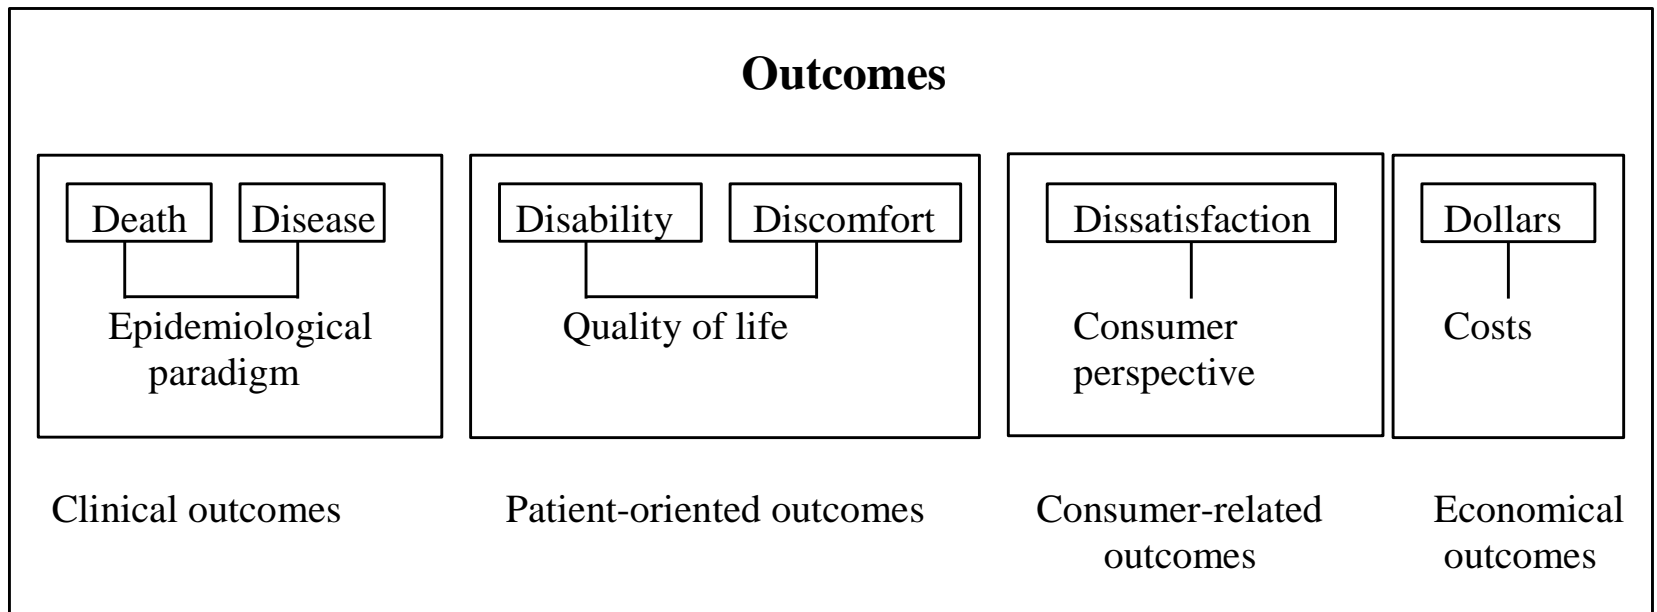 Outcomes
Death
Disease
Disability
Discomfort
Dissatisfaction
Dollars
Epidemiological
paradigm
Quality of life
Consumer
perspective
Costs
Clinical outcomes
Patient-oriented outcomes
Consumer-related
outcomes
Economical
outcomes